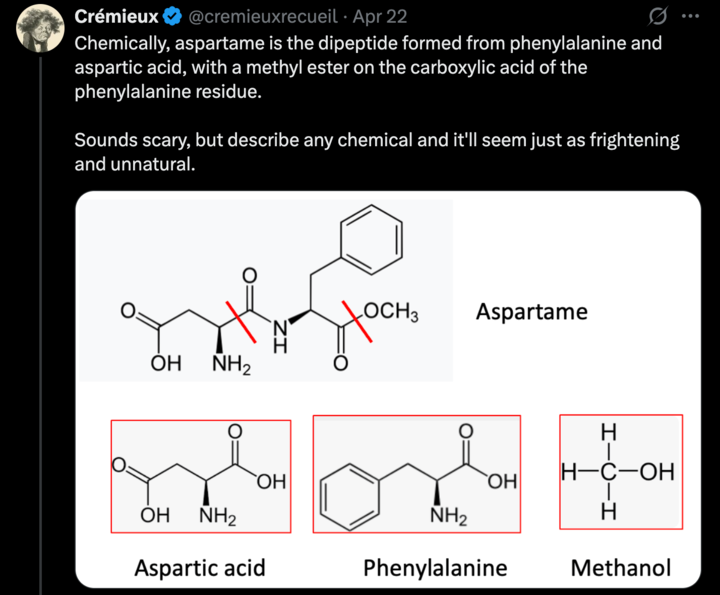 Crémieux @cremieuxrecueil · Apr 22
Chemically, aspartame is the dipeptide formed from phenylalanine and
aspartic acid, with a methyl ester on the carboxylic acid of the
phenylalanine residue.
Sounds scary, but describe any chemical and it'll seem just as frightening
and unnatural.
O
O
OCH3
Aspartame
N
H
OH
NH2
O
O
O
H
O
OH
OH
H–C–OH
OH
NH2
NH2
H
Aspartic acid
Phenylalanine
Methanol